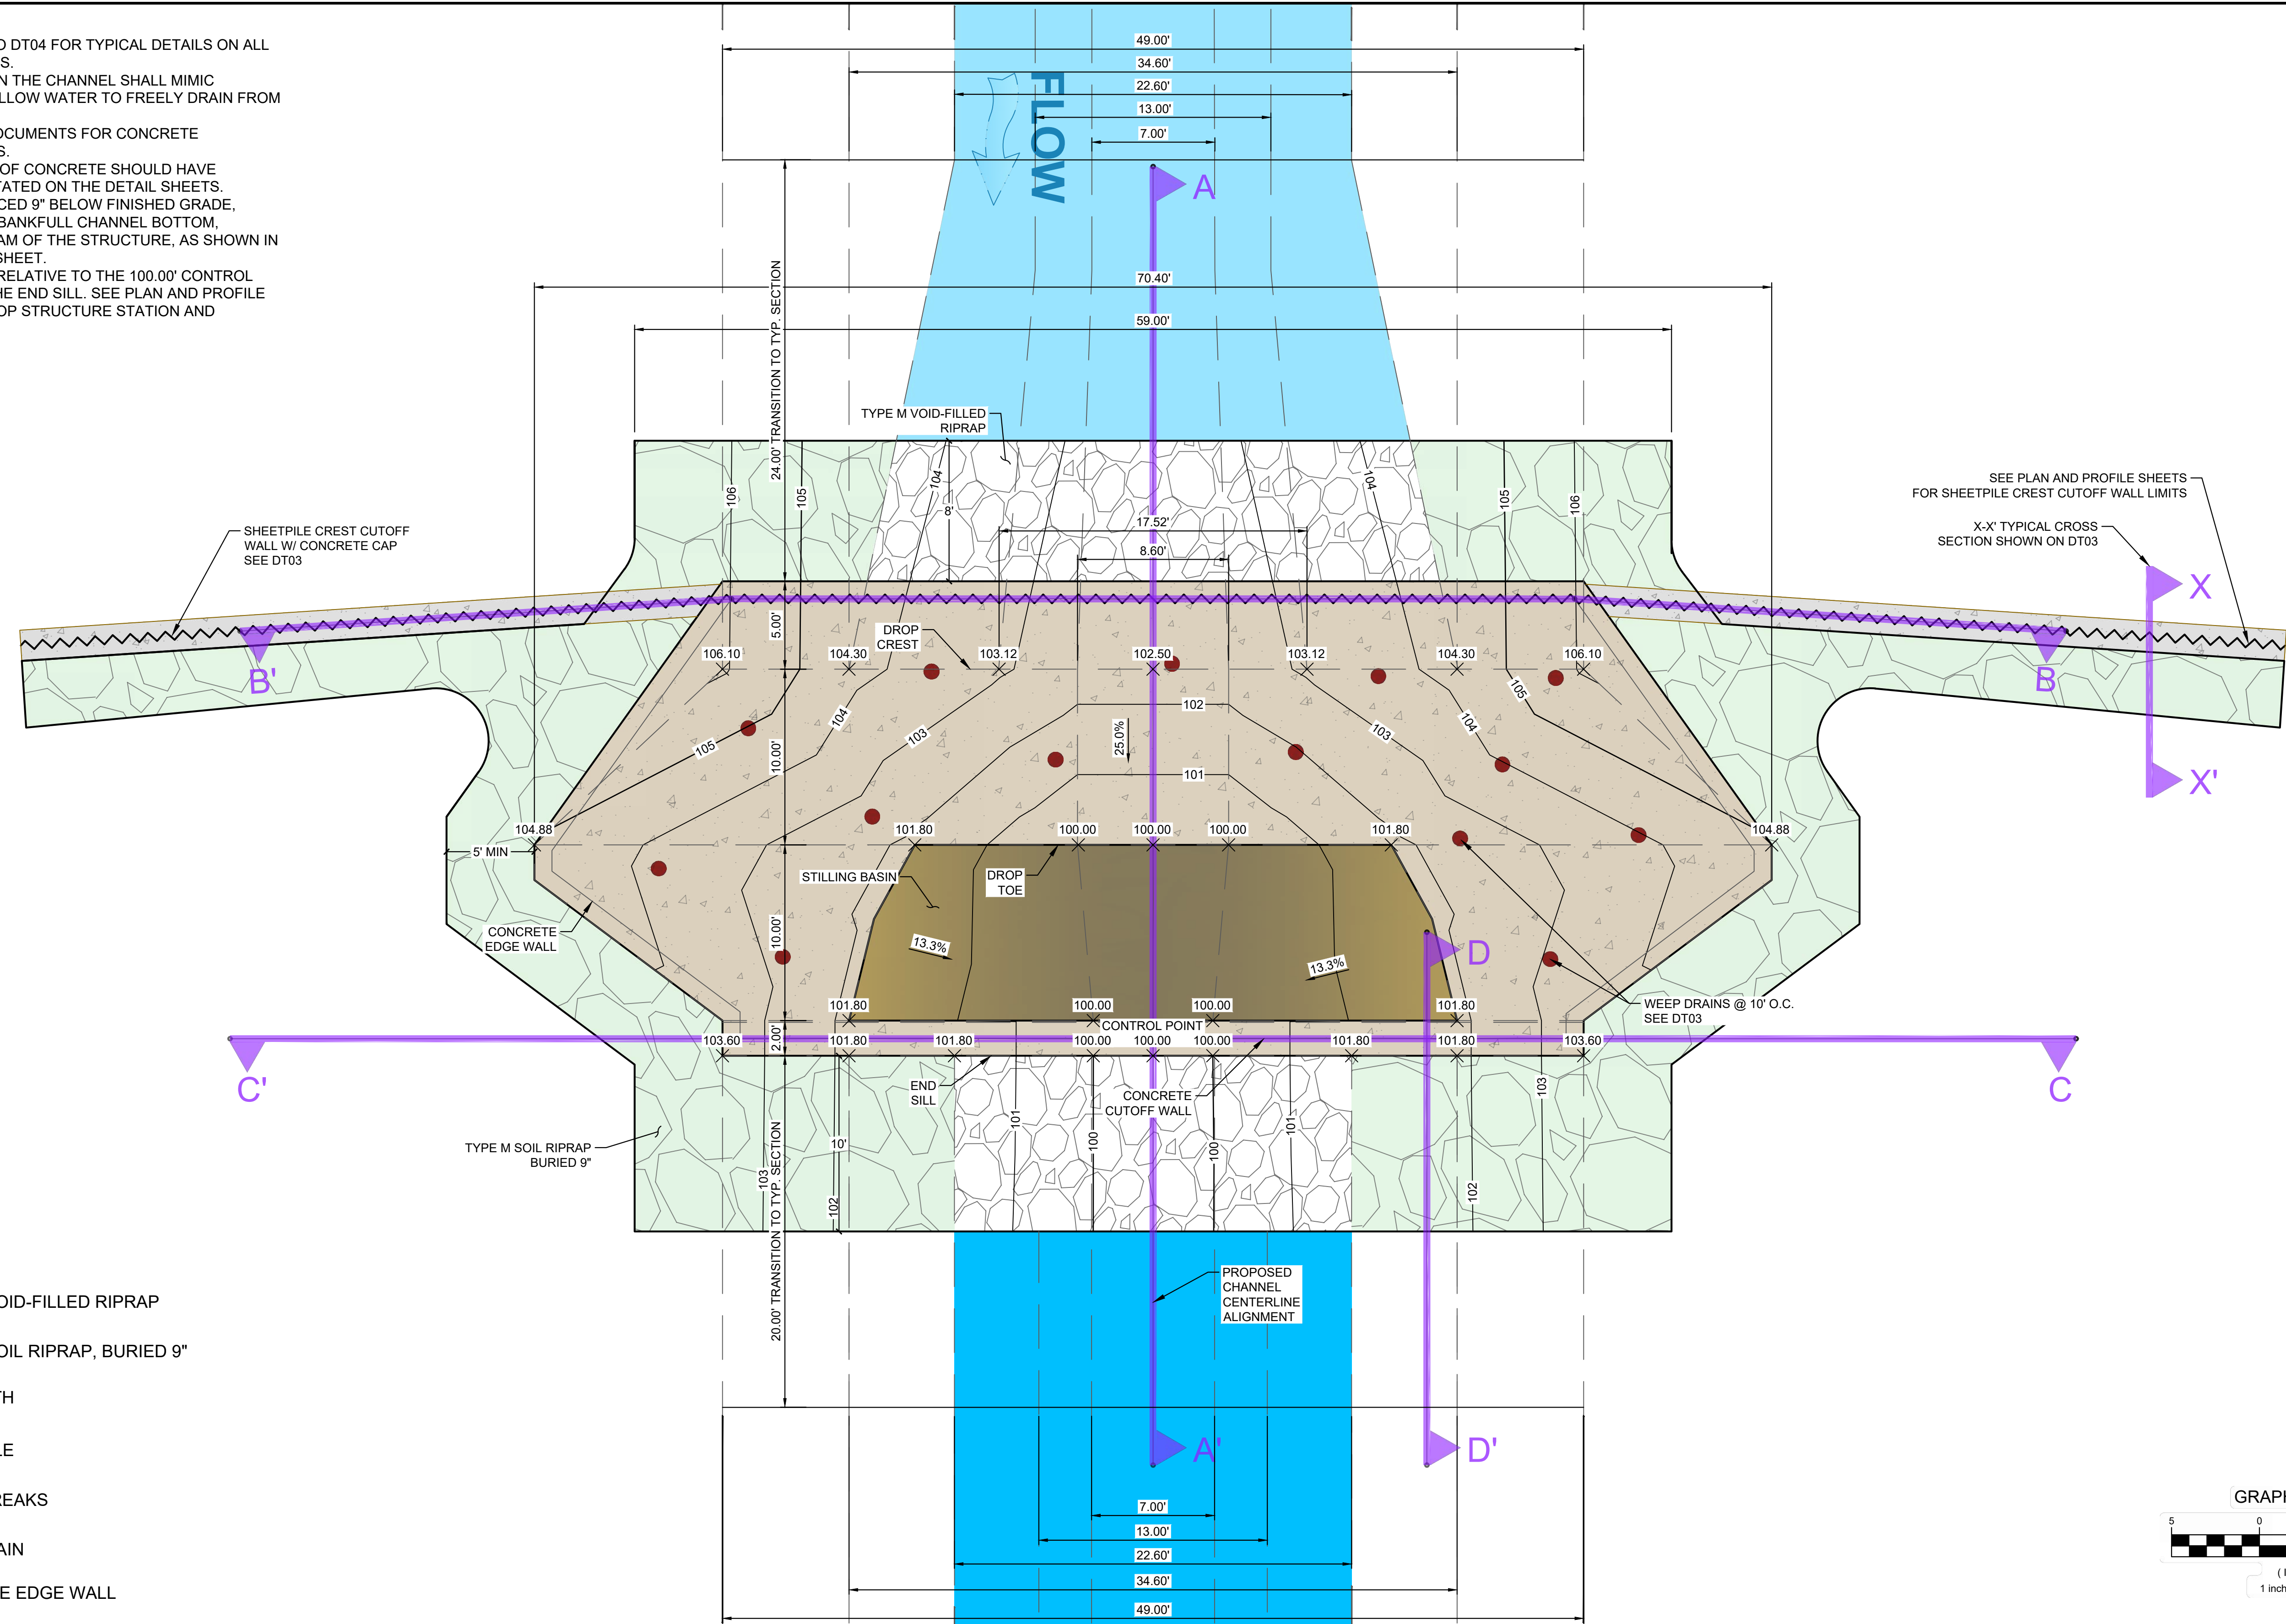 D DT04 FOR TYPICAL DETAILS ON ALL
S.
N THE CHANNEL SHALL MIMIC
LLOW WATER TO FREELY DRAIN FROM
OCUMENTS FOR CONCRETE
S.
OF CONCRETE SHOULD HAVE
TATED ON THE DETAIL SHEETS.
CED 9" BELOW FINISHED GRADE,
BANKFULL CHANNEL BOTTOM,
AM OF THE STRUCTURE, AS SHOWN IN
SHEET.
RELATIVE TO THE 100.00' CONTROL
HE END SILL. SEE PLAN AND PROFILE
OP STRUCTURE STATION AND
49.00'
34.60'
22.60'
13.00'
7.00'
FLOW
A
70.40'
59.00'
24.00' TRANSITION TO TYP. SECTION
TYPE M VOID-FILLED
RIPRAP
106
105
104
8'
104
105
106
17.52'
8.60'
SHEETPILE CREST CUTOFF
WALL W/ CONCRETE CAP
SEE DT03
SEE PLAN AND PROFILE SHEETS
FOR SHEETPILE CREST CUTOFF WALL LIMITS
X-X' TYPICAL CROSS
SECTION SHOWN ON DT03
X
X'
B'
B
5.00'
DROP
CREST
106.10
104.30
103.12
102.50
103.12
104.30
106.10
105
104
103
102
25.0%
101
103
104
105
10.00'
104.88
101.80
100.00
100.00
100.00
101.80
104.88
5' MIN
STILLING BASIN
DROP
TOE
CONCRETE
EDGE WALL
10.00'
13.3%
13.3%
D
WEEP DRAINS @ 10' O.C.
SEE DT03
101.80
100.00
100.00
101.80
CONTROL POINT
2.00'
103.60
101.80
101.80
100.00
100.00
100.00
101.80
101.80
103.60
C'
C
END
SILL
CONCRETE
CUTOFF WALL
TYPE M SOIL RIPRAP
BURIED 9"
103
10'
102
101
100
100
101
102
103
20.00' TRANSITION TO TYP. SECTION
PROPOSED
CHANNEL
CENTERLINE
ALIGNMENT
A'
D'
7.00'
13.00'
22.60'
34.60'
49.00'
OID-FILLED RIPRAP
OIL RIPRAP, BURIED 9"
TH
LE
REAKS
AIN
E EDGE WALL
GRAPH
5
0
( I
1 inch